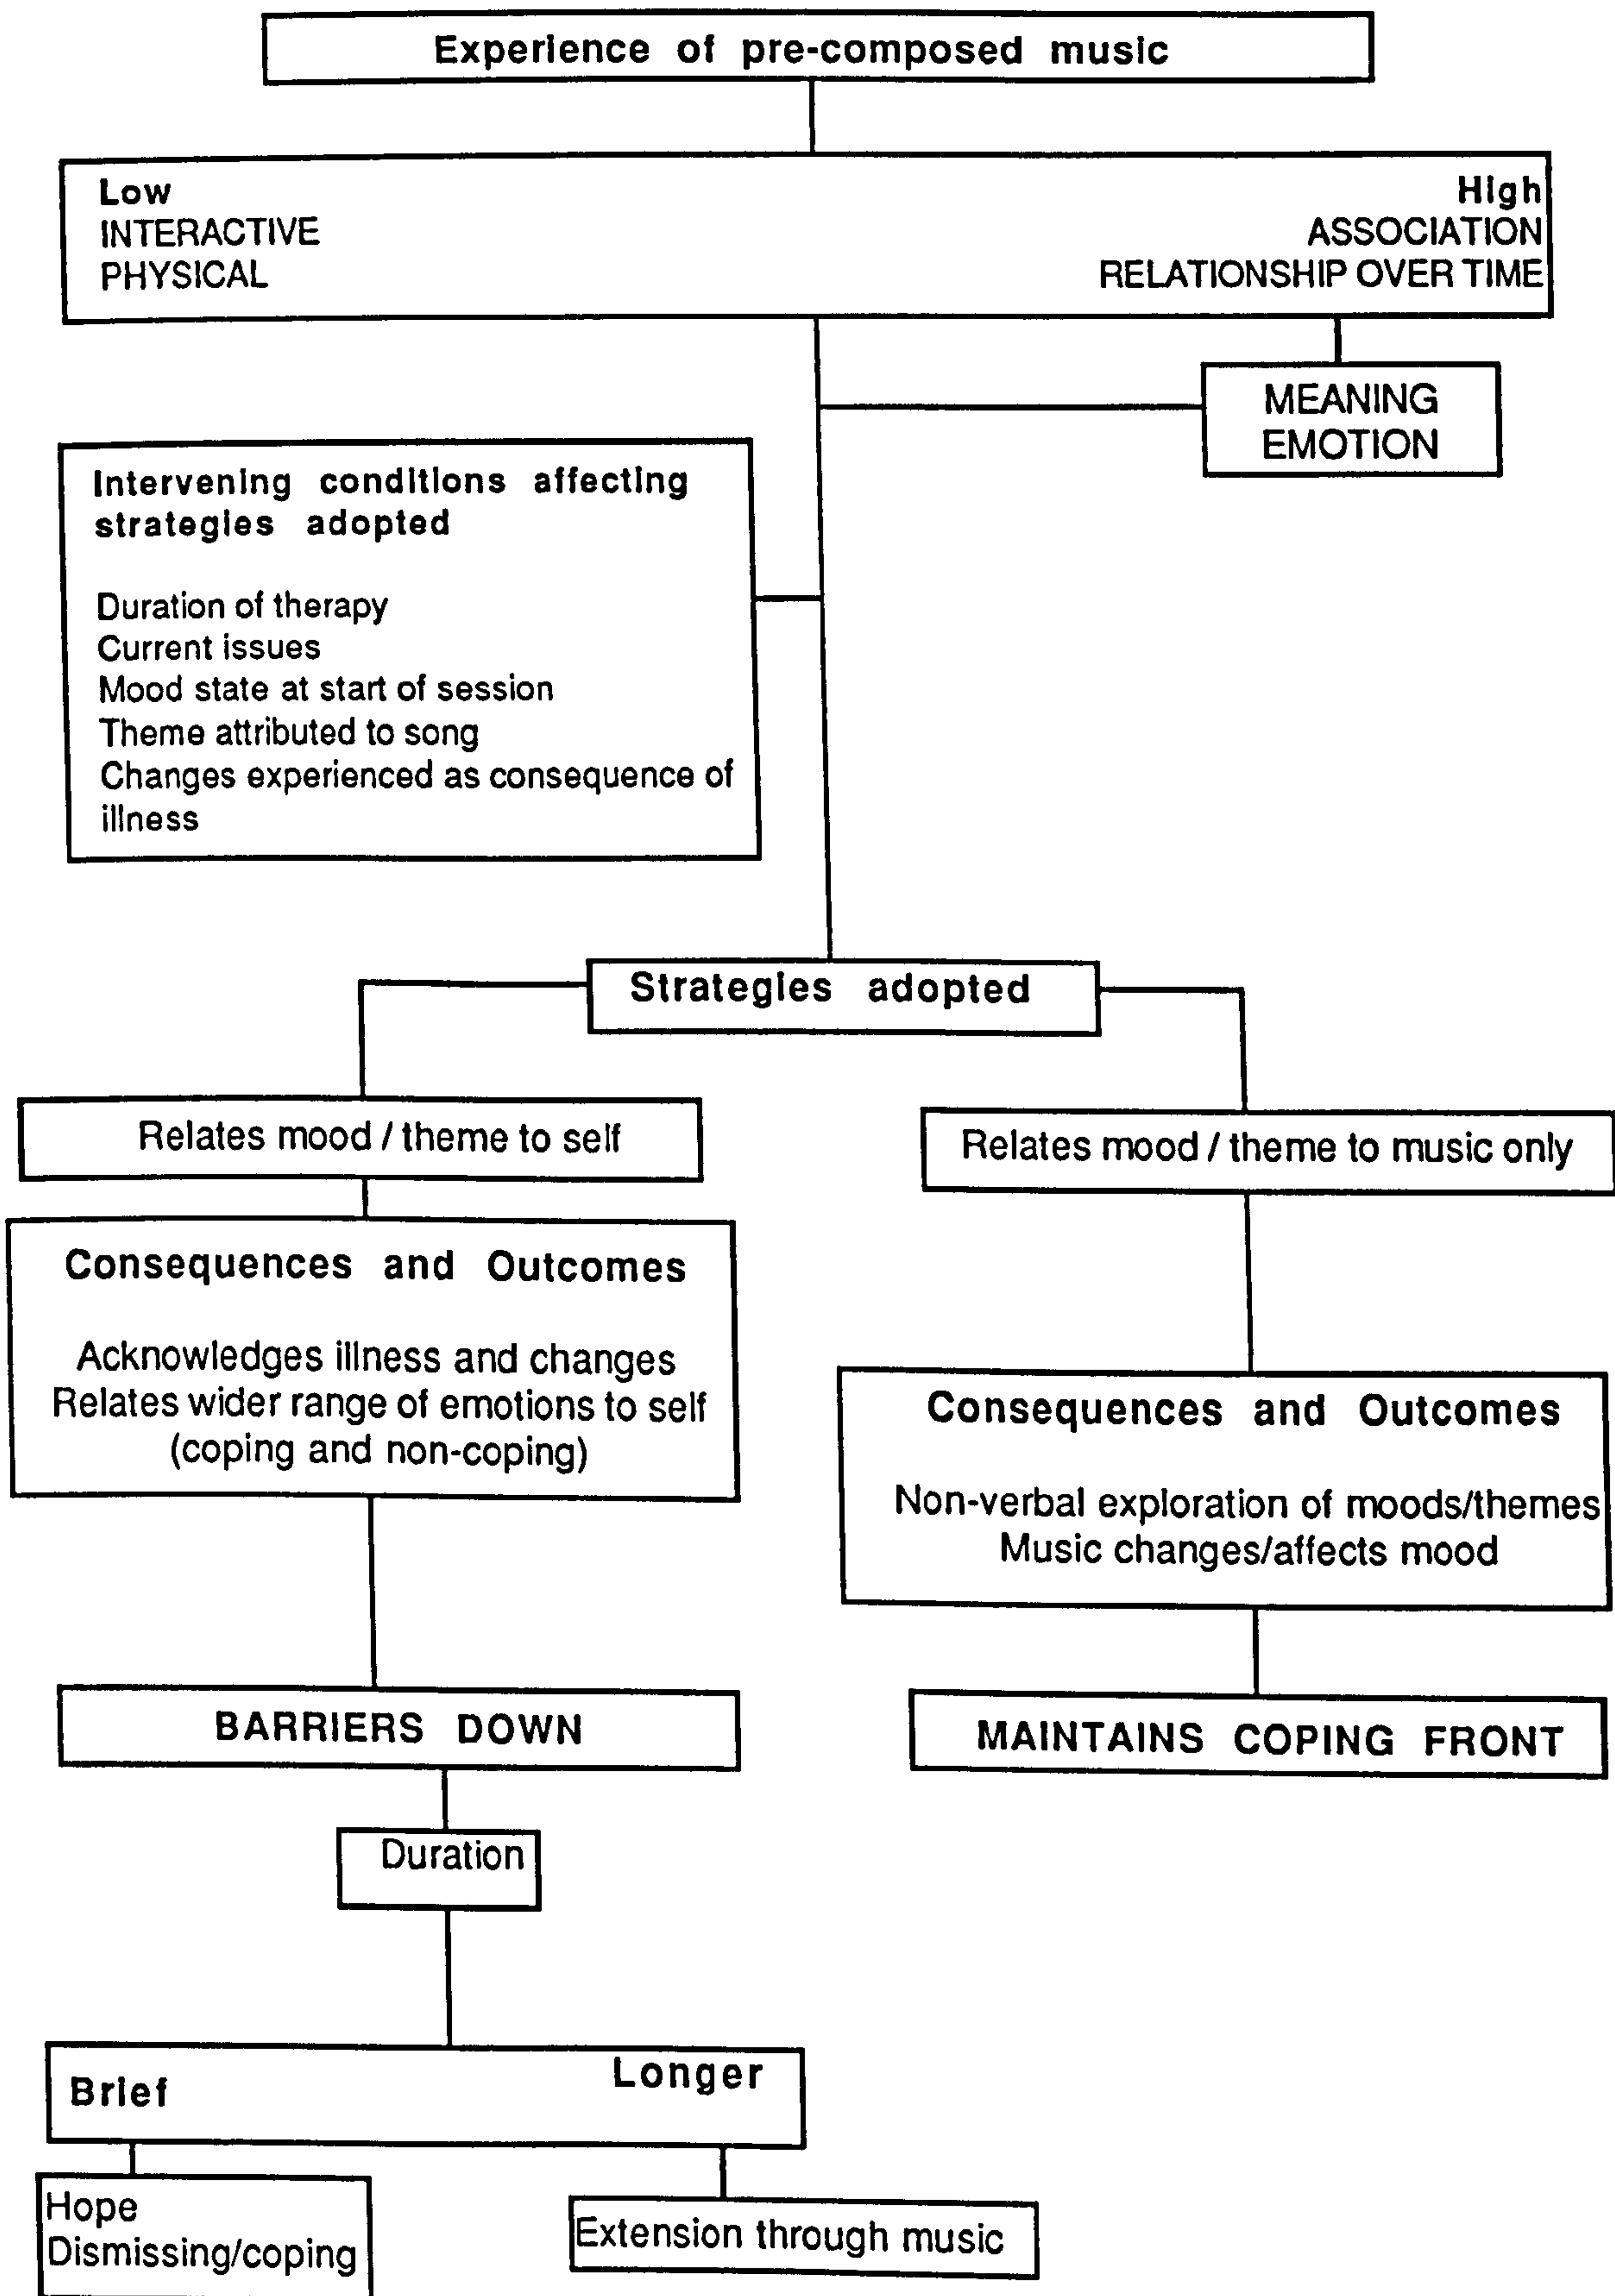 Experience of pre-composed music
Low
High
INTERACTIVE
ASSOCIATION
PHYSICAL
RELATIONSHIP OVER TIME
MEANING
EMOTION
Intervening conditions affecting
strategies adopted
Duration of therapy
Current issues
Mood state at start of session
Theme attributed to song
Changes experienced as consequence of
illness
Strategies adopted
Relates mood / theme to self
Relates mood / theme to music only
Consequences and Outcomes
Acknowledges illness and changes
Relates wider range of emotions to self
(coping and non-coping)
Consequences and Outcomes
Non-verbal exploration of moods/themes
Music changes/affects mood
BARRIERS DOWN
MAINTAINS COPING FRONT
Duration
Brief
Longer
Hope
Dismissing/coping
Extension through music